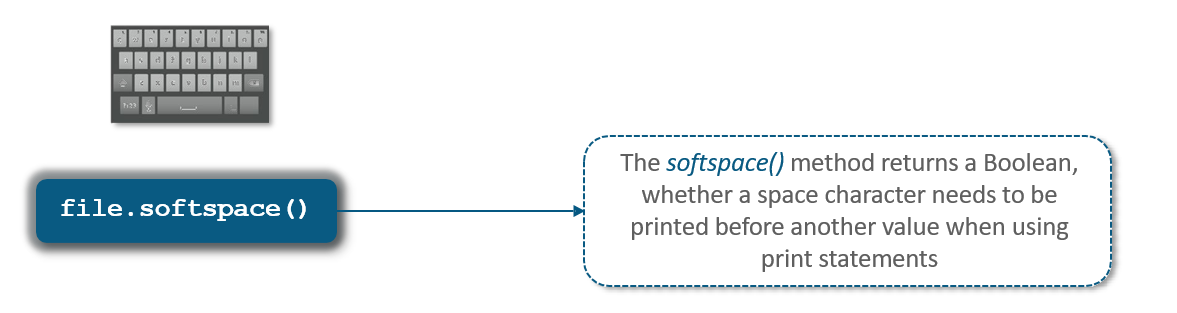 file.softspace()
The softspace() method returns a Boolean,
whether a space character needs to be
printed before another value when using
print statements